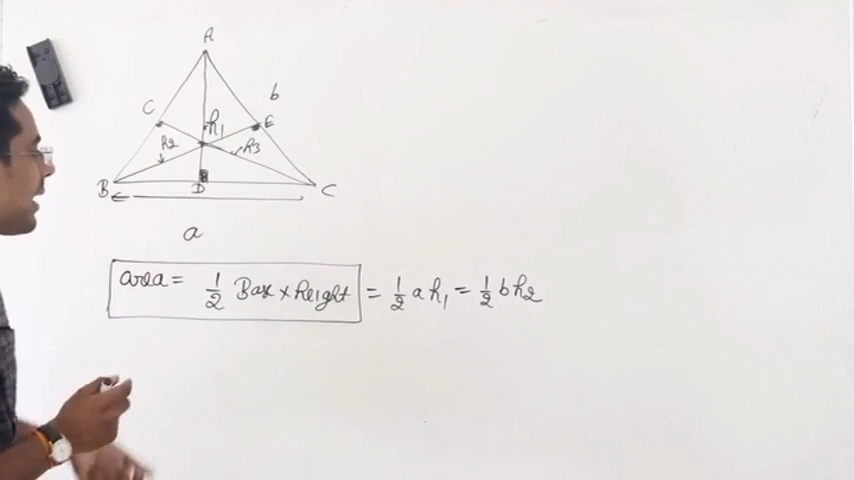 A
b
C
h1
E
h2
h3
B
D
C
a
area = 1/2 Base x height = 1/2 a h1 = 1/2 b h2